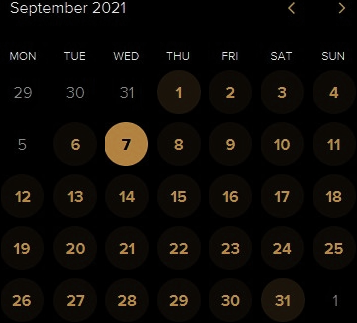 September 2021
MON TUE WED THU FRI SAT SUN
29 30 31 1 2 3 4
5 6 7 8 9 10 11
12 13 14 15 16 17 18
19 20 21 22 23 24 25
26 27 28 29 30 31 1